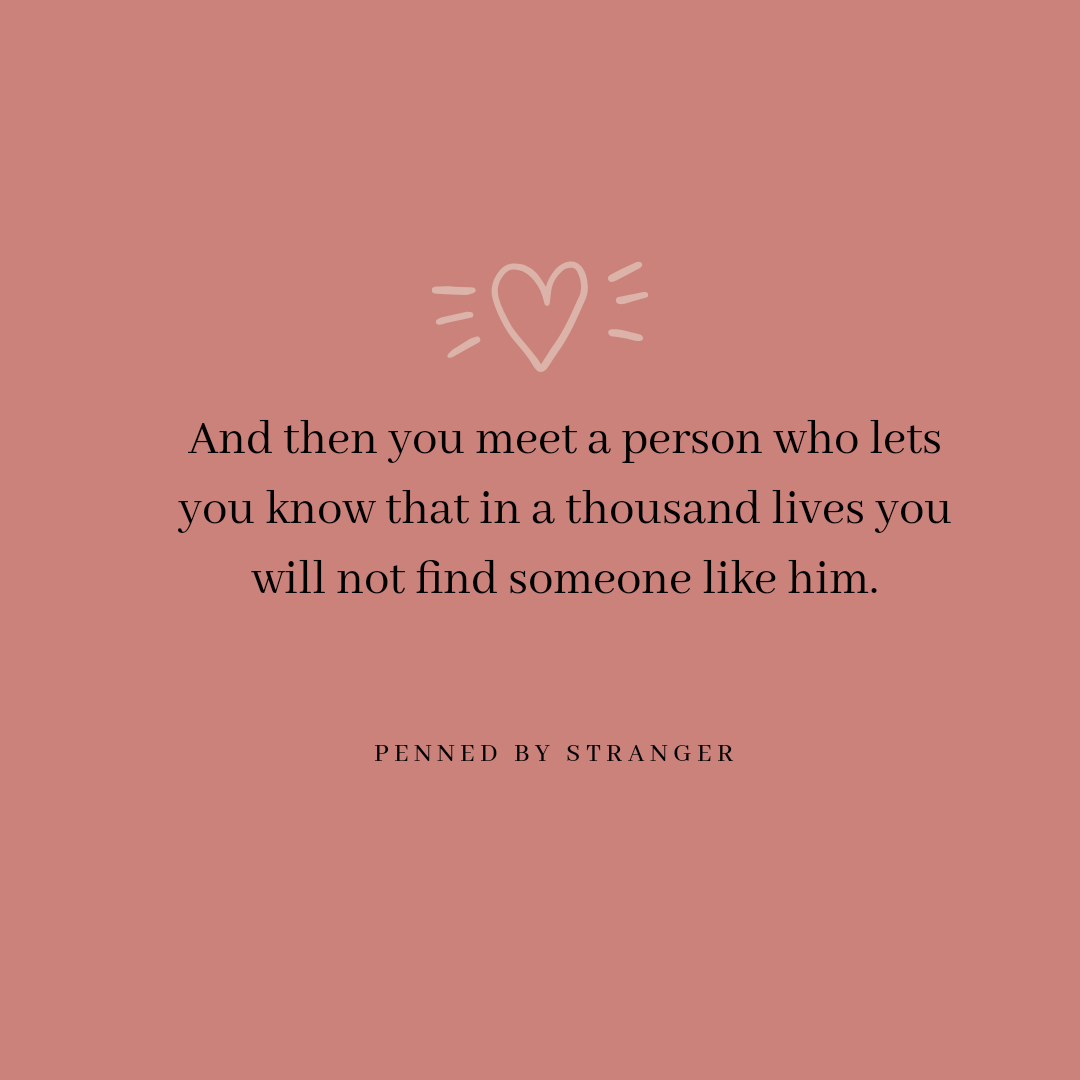 And then you meet a person who lets
you know that in a thousand lives you
will not find someone like him.
PENNED BY STRANGER